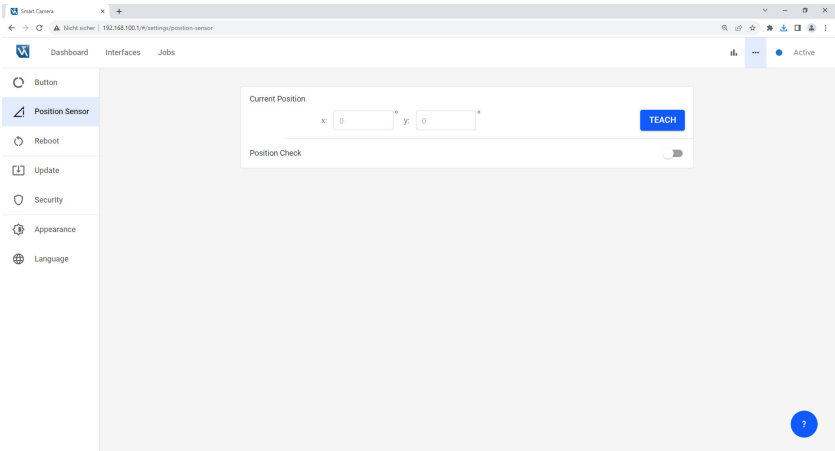 Smart Camera
Nicht sicher | 192.168.100.1/#/settings/position-sensor
Dashboard Interfaces Jobs
Active
Button
Position Sensor
Reboot
Update
Security
Appearance
Language
Current Position
x: 0 ° y: 0 °
TEACH
Position Check
?